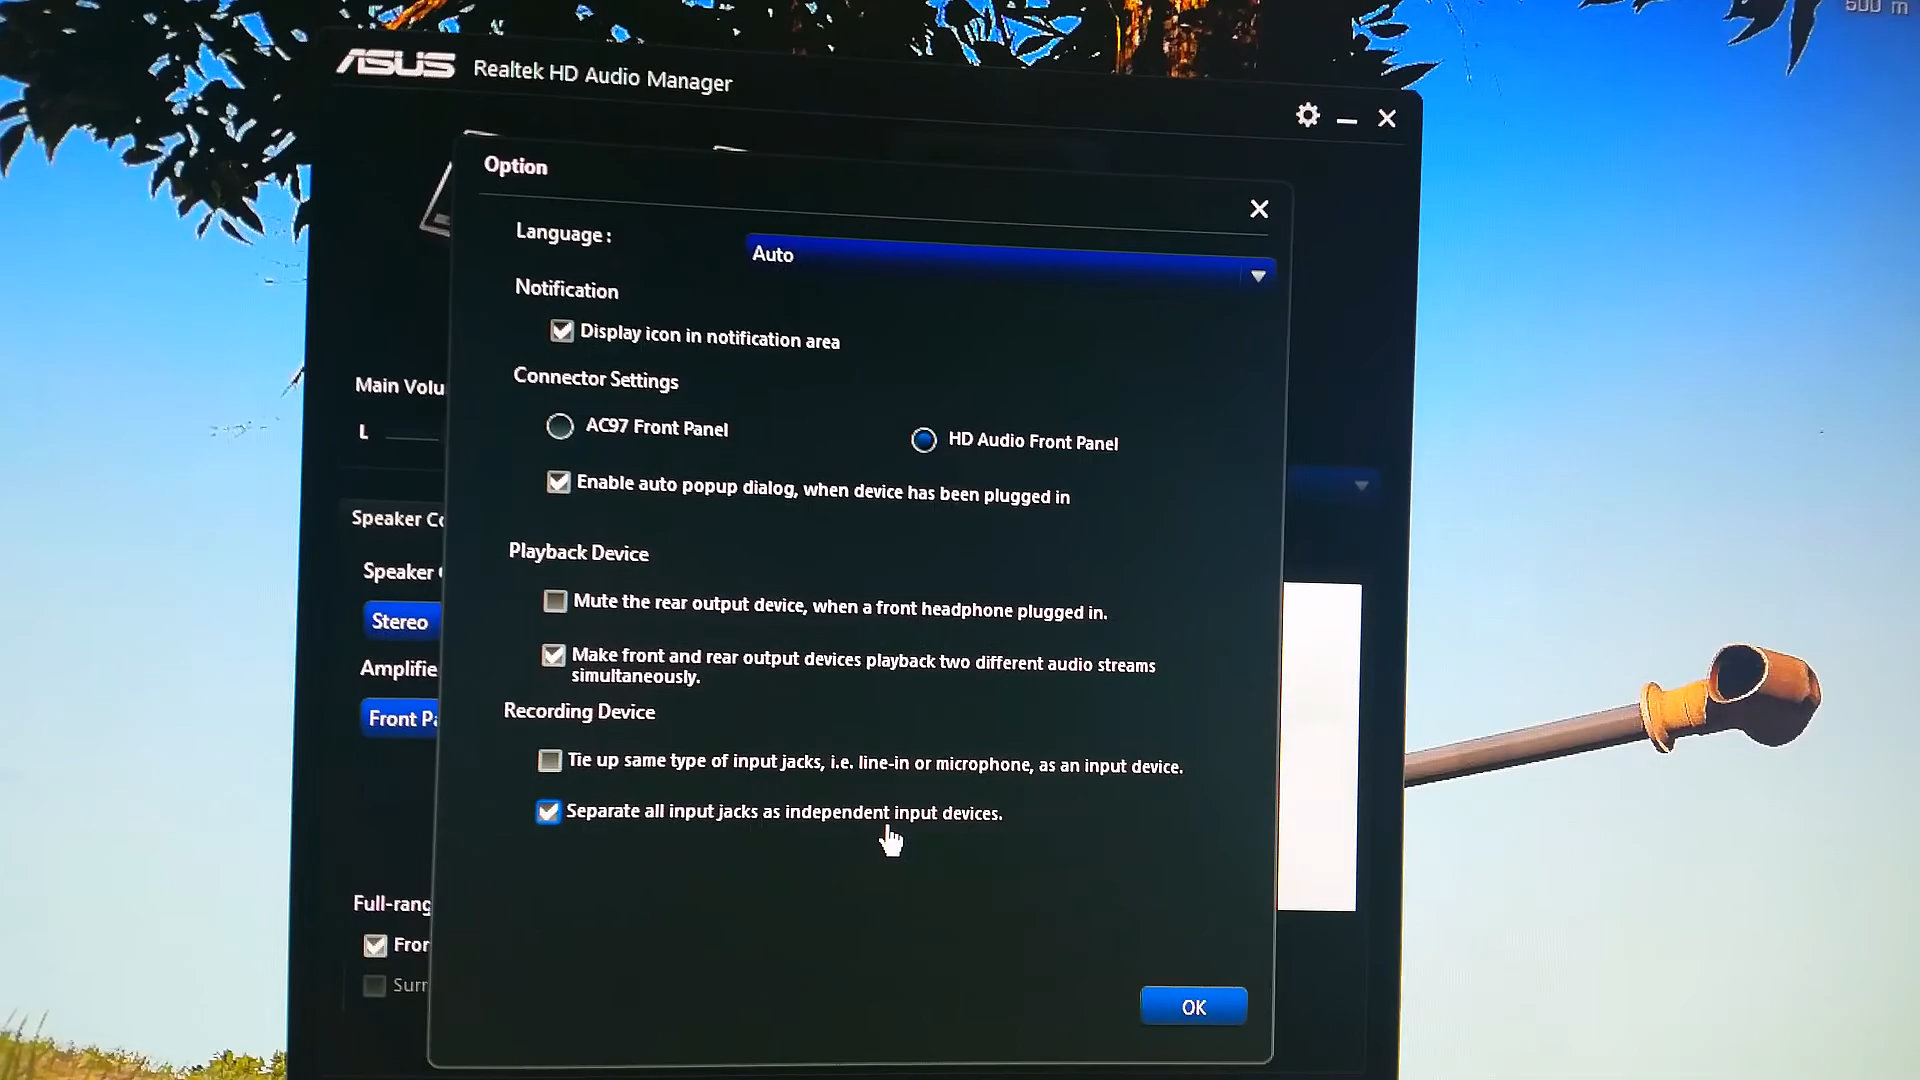 500 m
ASUS Realtek HD Audio Manager
Option
Language :
Auto
Notification
Display icon in notification area
Connector Settings
AC97 Front Panel
HD Audio Front Panel
Enable auto popup dialog, when device has been plugged in
Playback Device
Mute the rear output device, when a front headphone plugged in.
Make front and rear output devices playback two different audio streams
simultaneously.
Recording Device
Tie up same type of input jacks, i.e. line-in or microphone, as an input device.
Separate all input jacks as independent input devices.
OK
Main Volu
L
Speaker Co
Speaker
Stereo
Amplifie
Front Pa
Full-rang
Fron
Surr